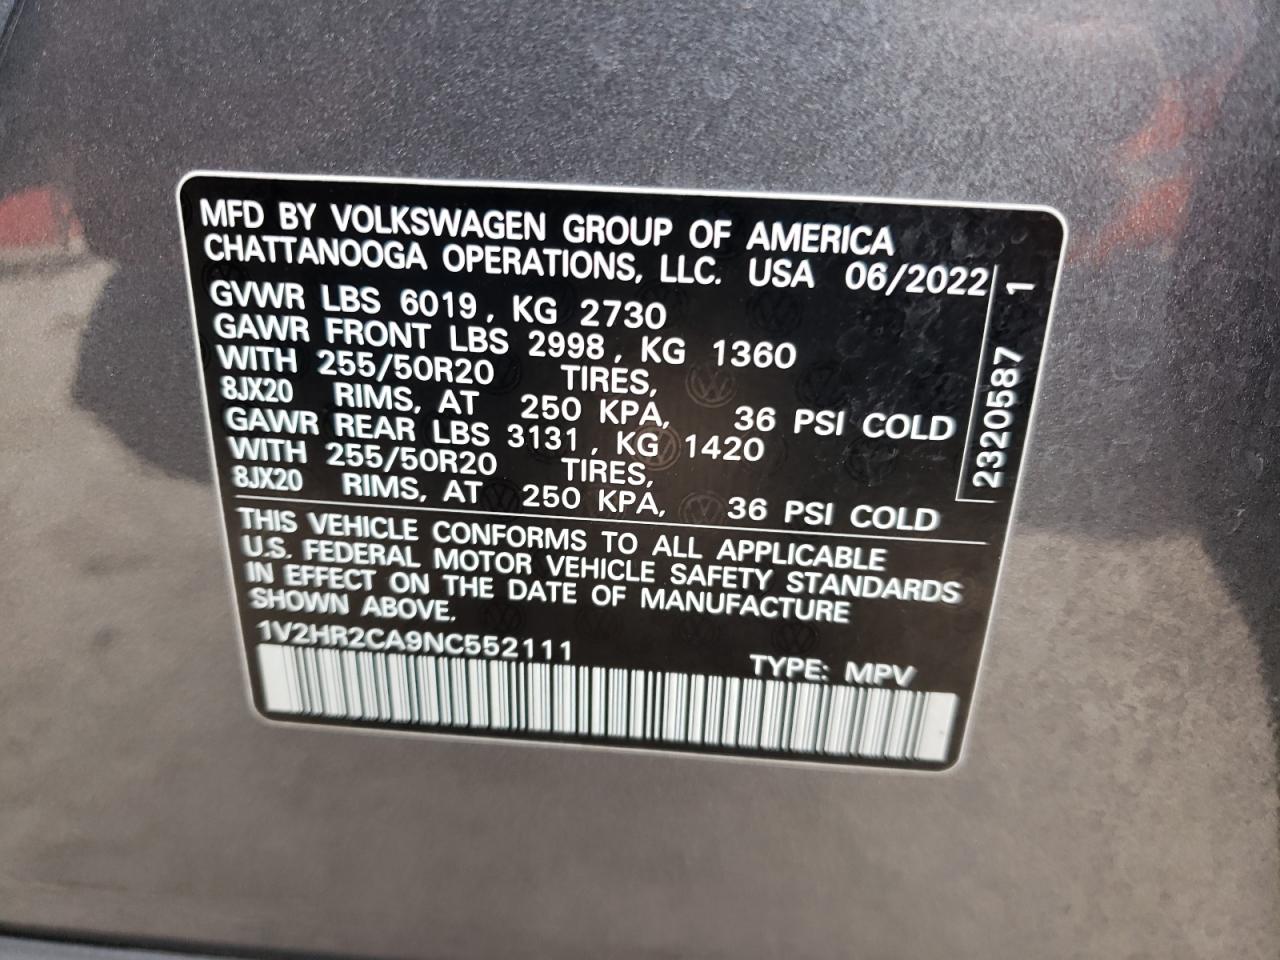 MFD BY VOLKSWAGEN GROUP OF AMERICA
CHATTANOOGA OPERATIONS, LLC. USA 06/2022
GVWR LBS 6019, KG 2730
GAWR FRONT LBS 2998, KG 1360
WITH 255/50R20 TIRES,
8JX20 RIMS, AT 250 KPA, 36 PSI COLD
GAWR REAR LBS 3131, KG 1420
WITH 255/50R20 TIRES,
8JX20 RIMS, AT 250 KPA, 36 PSI COLD
2320587 1
THIS VEHICLE CONFORMS TO ALL APPLICABLE
U.S. FEDERAL MOTOR VEHICLE SAFETY STANDARDS
IN EFFECT ON THE DATE OF MANUFACTURE
SHOWN ABOVE.
1V2HR2CA9NC552111
TYPE: MPV